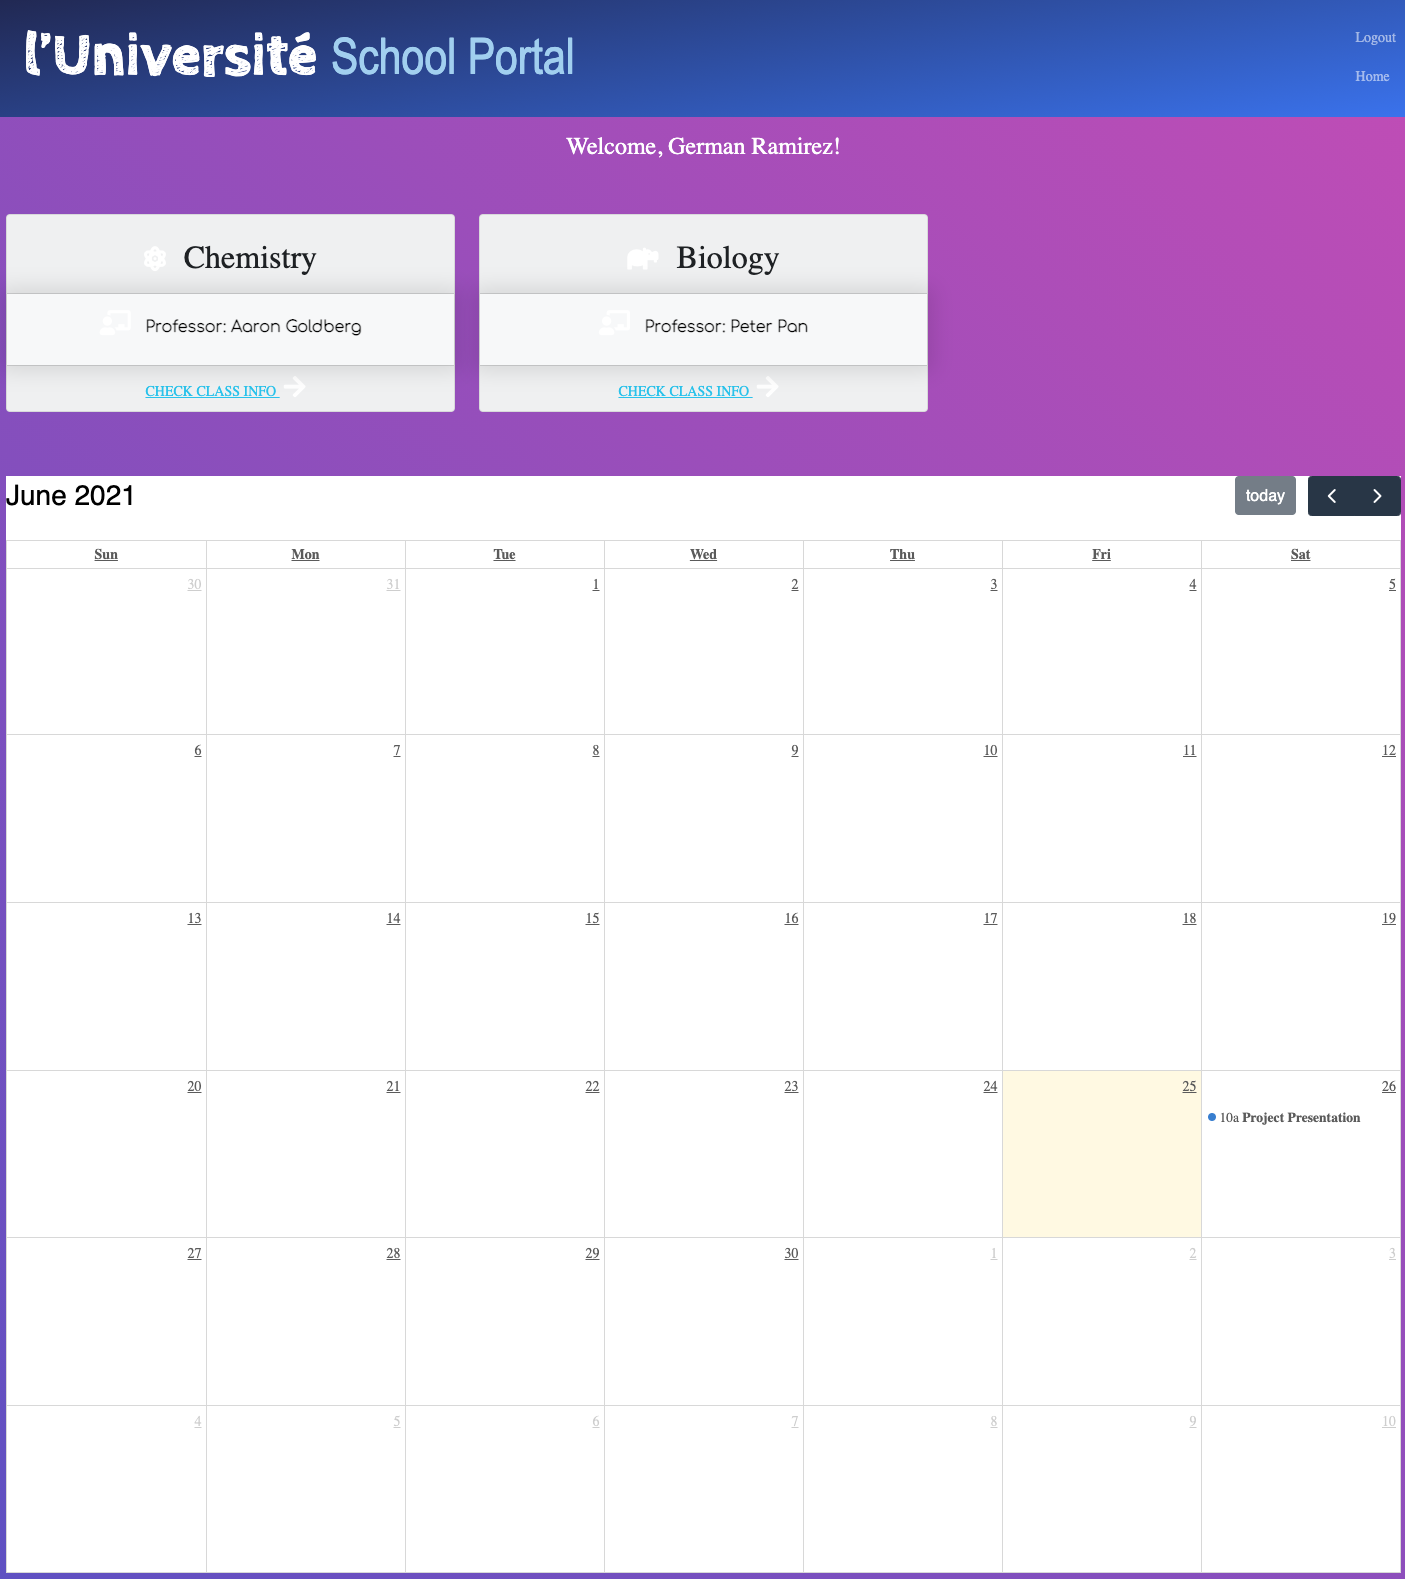 l'Université School Portal
Logout
Home
Welcome, German Ramirez!
Chemistry
Professor: Aaron Goldberg
CHECK CLASS INFO
Biology
Professor: Peter Pan
CHECK CLASS INFO
June 2021
today
Sun Mon Tue Wed Thu Fri Sat
30 31 1 2 3 4 5
6 7 8 9 10 11 12
13 14 15 16 17 18 19
20 21 22 23 24 25 26
10a Project Presentation
27 28 29 30 1 2 3
4 5 6 7 8 9 10